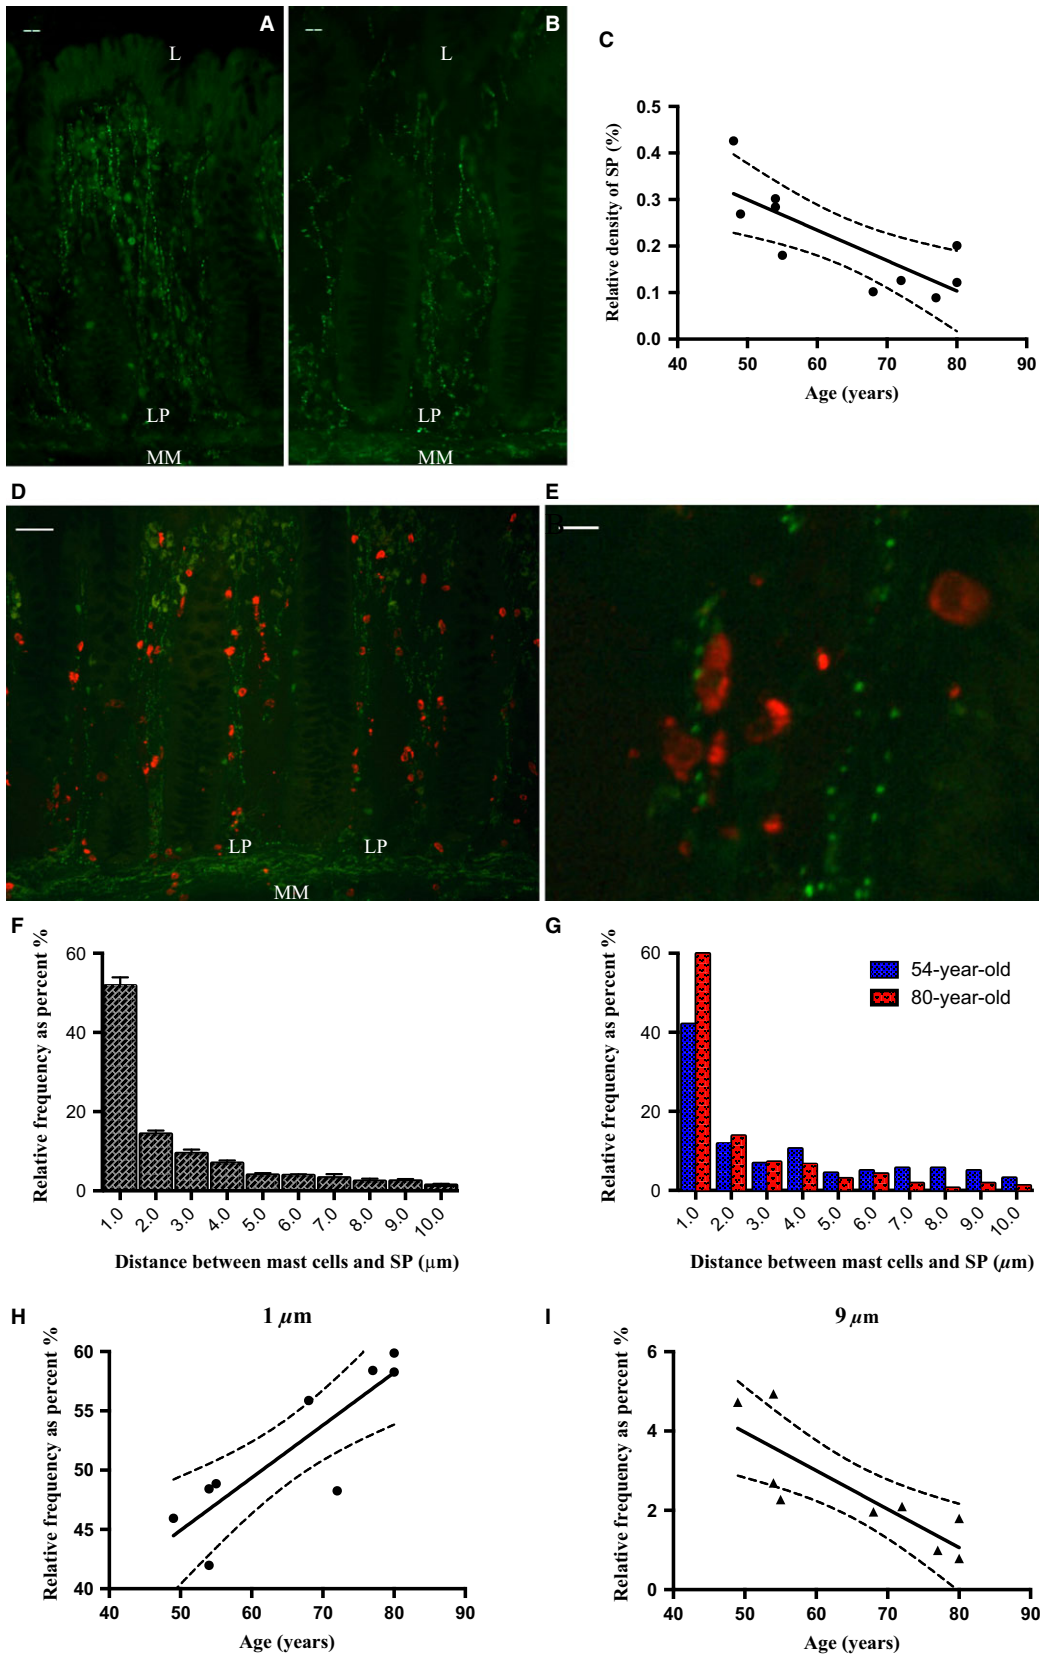 A
L
LP
MM
B
L
LP
MM
C
Relative density of SP (%)
0.5
0.4
0.3
0.2
0.1
0.0
40 50 60 70 80 90
Age (years)
D
LP LP
MM
E
F
Relative frequency as percent %
60
40
20
0
1.0 2.0 3.0 4.0 5.0 6.0 7.0 8.0 9.0 10.0
Distance between mast cells and SP (μm)
G
Relative frequency as percent %
60
40
20
0
54-year-old
80-year-old
1.0 2.0 3.0 4.0 5.0 6.0 7.0 8.0 9.0 10.0
Distance between mast cells and SP (μm)
H
1 μm
Relative frequency as percent %
60
55
50
45
40
40 50 60 70 80 90
Age (years)
I
9 μm
Relative frequency as percent %
6
4
2
0
40 50 60 70 80 90
Age (years)